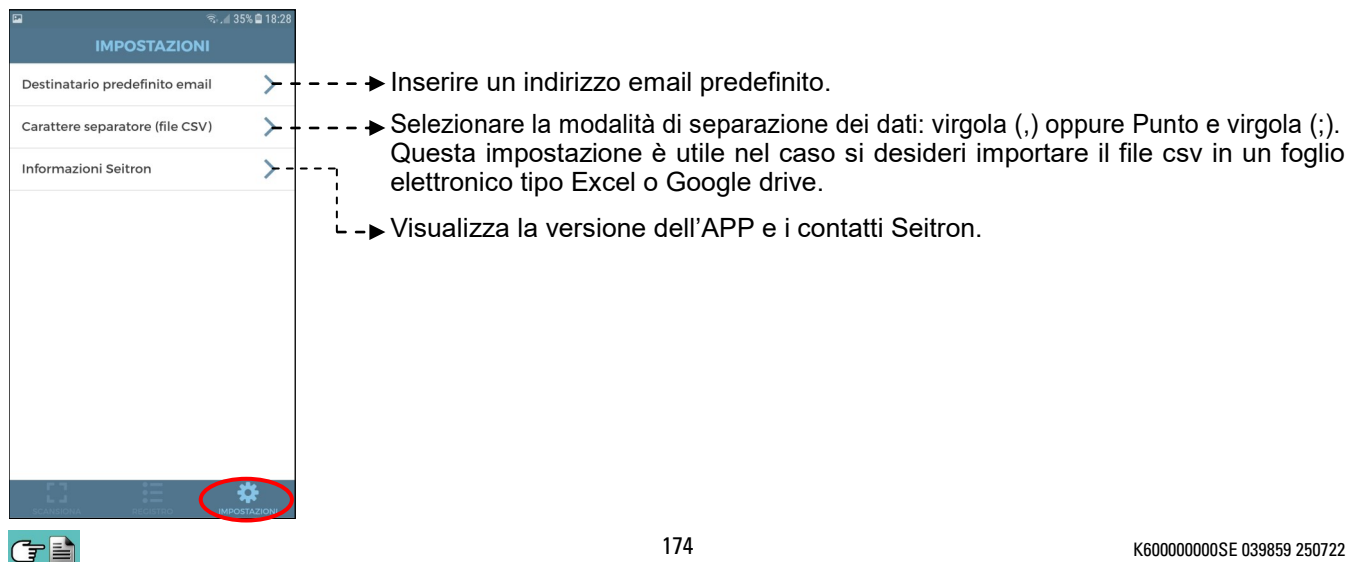 35% 18:28
IMPOSTAZIONI
Destinatario predefinito email
Carattere separatore (file CSV)
Informazioni Seitron
Inserire un indirizzo email predefinito.
Selezionare la modalità di separazione dei dati: virgola (,) oppure Punto e virgola (;).
Questa impostazione è utile nel caso si desideri importare il file csv in un foglio
elettronico tipo Excel o Google drive.
Visualizza la versione dell’APP e i contatti Seitron.
SCANSIONA
REGISTRO
IMPOSTAZIONI
174
K600000000SE 039859 250722